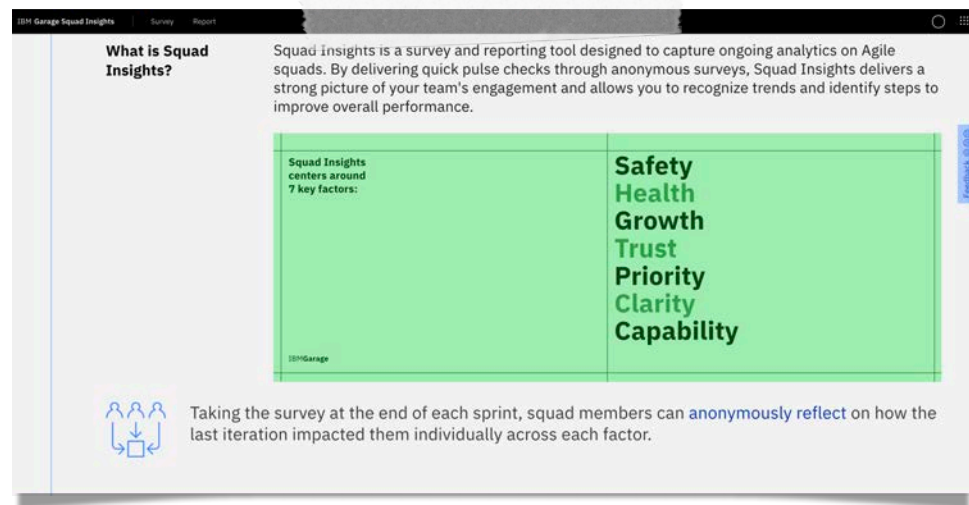 IBM Garage Squad Insights
Survey
Report
What is Squad
Insights?
Squad Insights is a survey and reporting tool designed to capture ongoing analytics on Agile
squads. By delivering quick pulse checks through anonymous surveys, Squad Insights delivers a
strong picture of your team's engagement and allows you to recognize trends and identify steps to
improve overall performance.
Squad Insights
centers around
7 key factors:
Safety
Health
Growth
Trust
Priority
Clarity
Capability
IBMGarage
Feedback
Taking the survey at the end of each sprint, squad members can anonymously reflect on how the
last iteration impacted them individually across each factor.